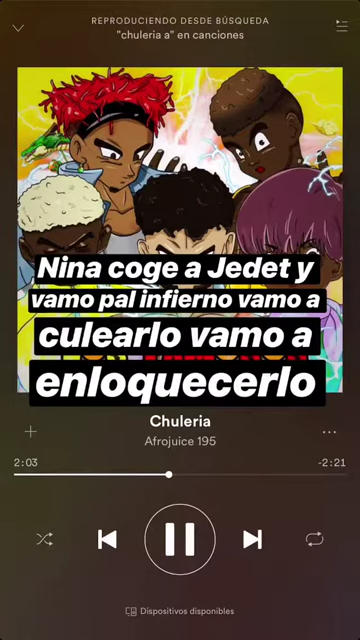 REPRODUCIENDO DESDE BÚSQUEDA
"chuleria a" en canciones
Nina coge a Jedet y
vamo pal infierno vamo a
culearlo vamo a
enloquecerlo
Chuleria
Afrojuice 195
2:03
-2:21
Dispositivos disponibles